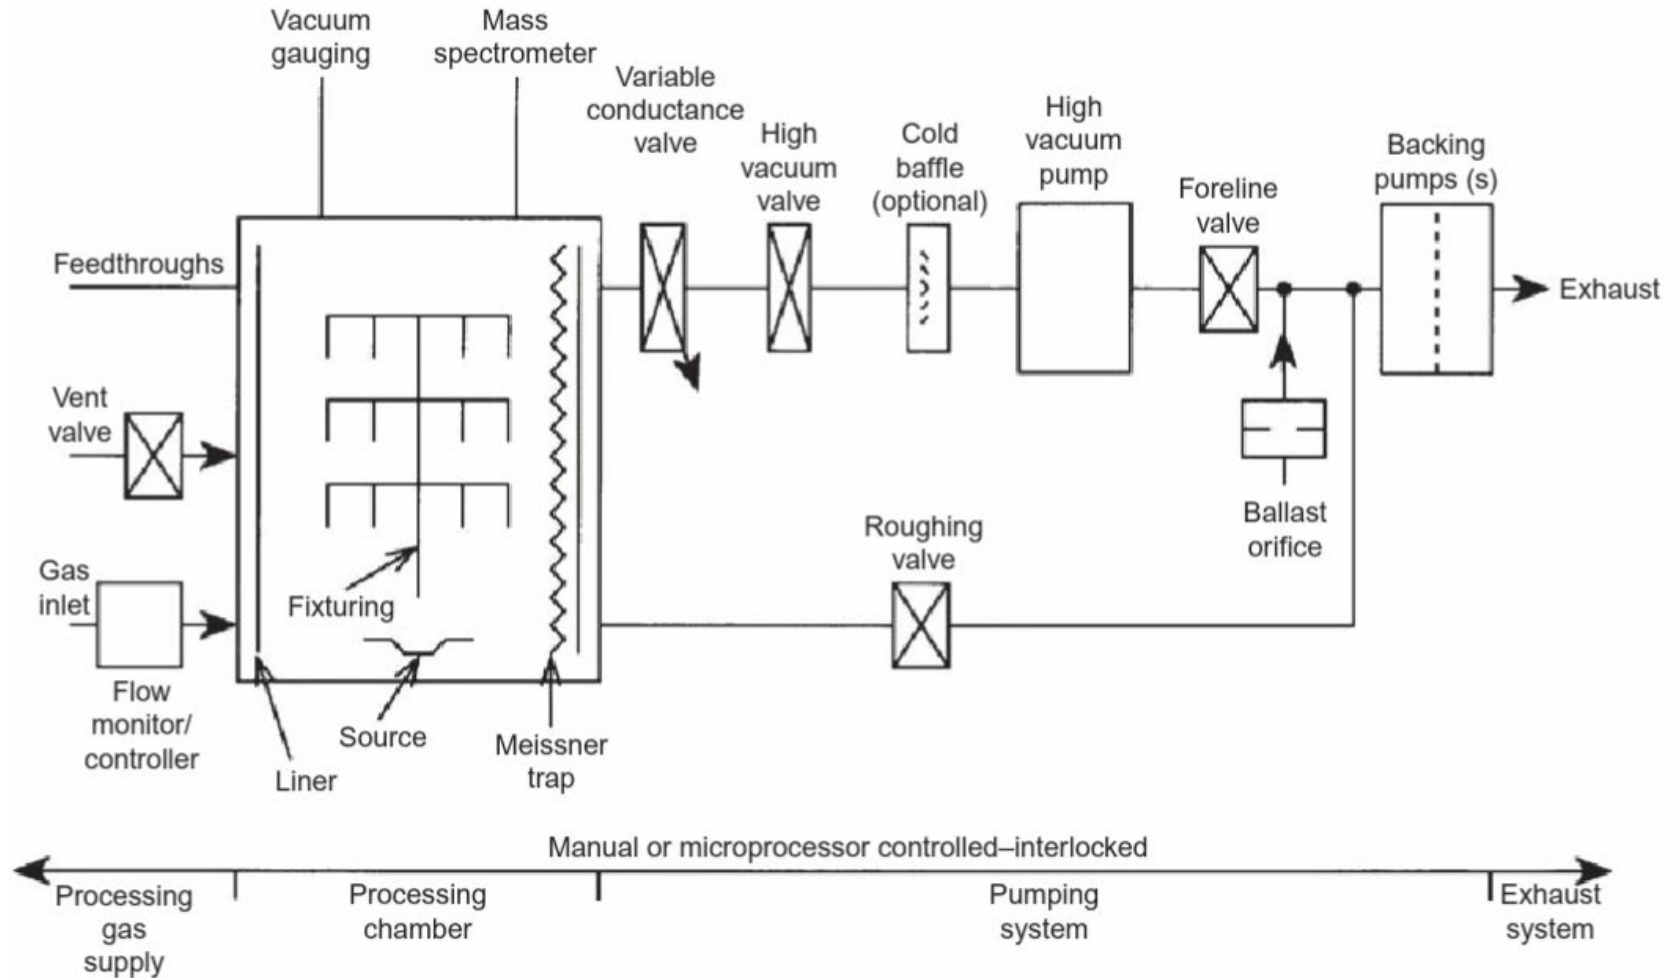 Vacuum
gauging
Mass
spectrometer
Variable
conductance
valve
High
vacuum
valve
Cold
baffle
(optional)
High
vacuum
pump
Foreline
valve
Backing
pumps (s)
Feedthroughs
Exhaust
Vent
valve
Gas
inlet
Flow
monitor/
controller
Fixturing
Source
Liner
Meissner
trap
Roughing
valve
Ballast
orifice
Manual or microprocessor controlled–interlocked
Processing
gas
supply
Processing
chamber
Pumping
system
Exhaust
system